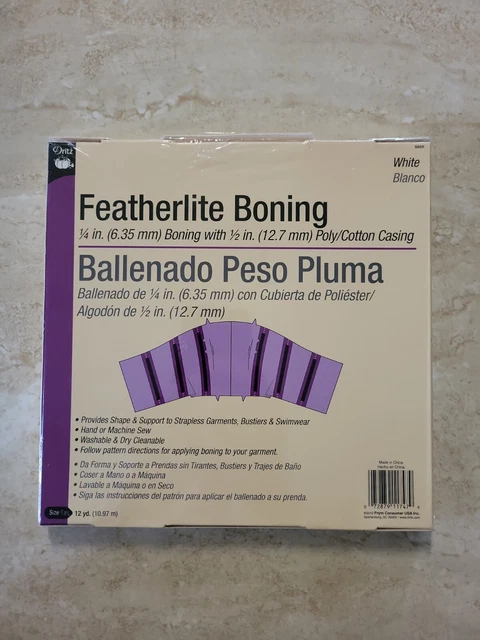 Dritz
White
Blanco
Featherlite Boning
¼ in. (6.35 mm) Boning with ½ in. (12.7 mm) Poly/Cotton Casing
Ballenado Peso Pluma
Ballenado de ¼ in. (6.35 mm) con Cubierta de Poliéster/
Algodón de ½ in. (12.7 mm)
• Provides Shape & Support to Strapless Garments, Bustiers & Swimwear
• Hand or Machine Sew
• Washable & Dry Cleanable
• Follow pattern directions for applying boning to your garment.
• Da Forma y Soporte a Prendas sin Tirantes, Bustiers y Trajes de Baño
• Coser a Mano o a Máquina
• Lavable a Máquina o en Seco
• Siga las instrucciones del patrón para aplicar el ballenado a su prenda.
Made in China
Hecho en China
Prym Consumer USA Inc.
12 yd. (10.97 m)